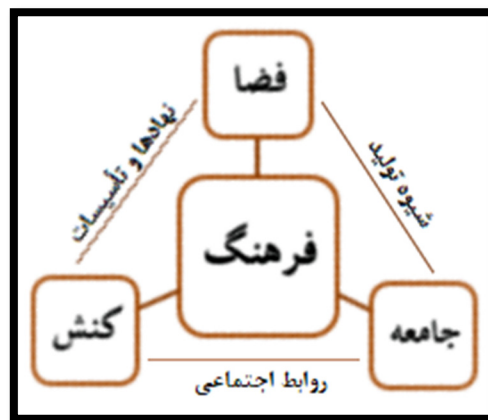 فضا
نهادها و تأسیسات
شیوه تولید
فرهنگ
کنش
جامعه
روابط اجتماعی